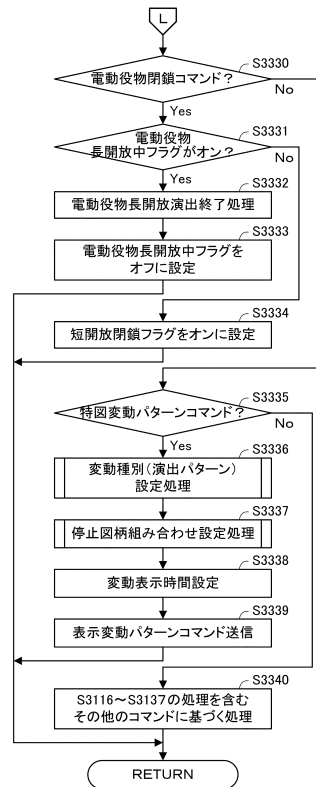 L
S3330
電動役物閉鎖コマンド？
No
Yes
S3331
電動役物
長開放中フラグがオン？
No
Yes
S3332
電動役物長開放演出終了処理
S3333
電動役物長開放中フラグを
オフに設定
S3334
短開放閉鎖フラグをオンに設定
S3335
特図変動パターンコマンド？
No
Yes
S3336
変動種別（演出パターン）
設定処理
S3337
停止図柄組み合わせ設定処理
S3338
変動表示時間設定
S3339
表示変動パターンコマンド送信
S3340
S3116～S3137の処理を含む
その他のコマンドに基づく処理
RETURN